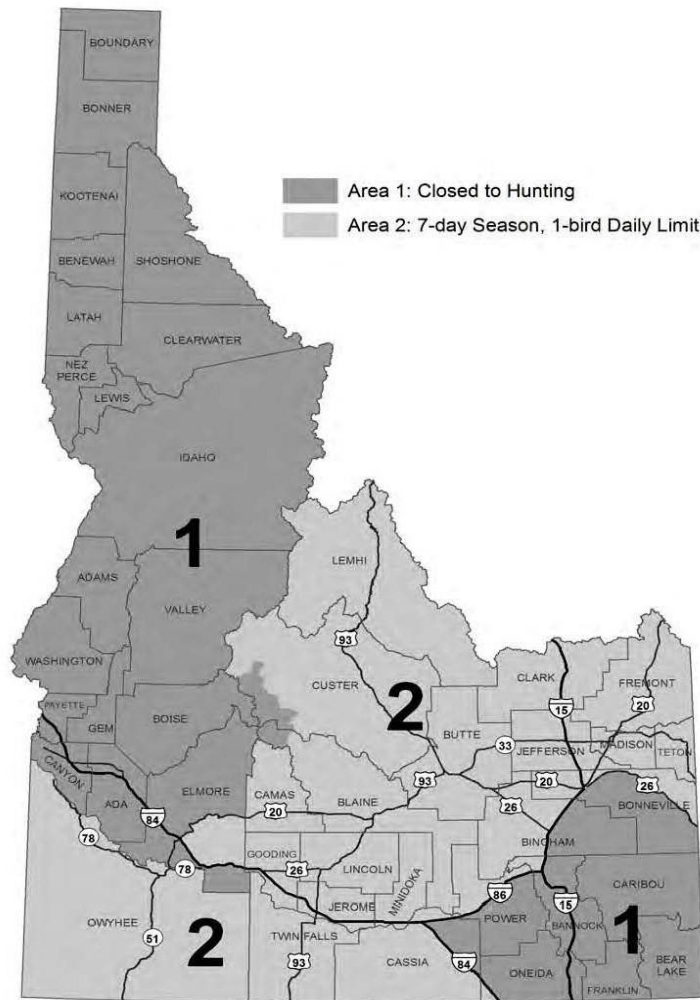 BOUNDARY
BONNER
KOOTENAI
Area 1: Closed to Hunting
Area 2: 7-day Season, 1-bird Daily Limit
BENEWAH
SHOSHONE
LATAH
CLEARWATER
NEZ
PERCE
LEWIS
IDAHO
1
LEMHI
ADAMS
VALLEY
93
WASHINGTON
CUSTER
2
CLARK
FREMONT
PAYETTE
GEM
BOISE
15
20
BUTTE
33
JEFFERSON
MADISON
TETON
CANYON
ADA
ELMORE
CAMAS
20
BLAINE
93
20
26
26
BONNEVILLE
84
78
BINGHAM
GOODING
78
26
LINCOLN
MINIDOKA
86
CARIBOU
JEROME
POWER
15
BANNOCK
1
OWYHEE
51
2
TWIN FALLS
93
CASSIA
84
ONEIDA
BEAR
LAKE
FRANKLIN